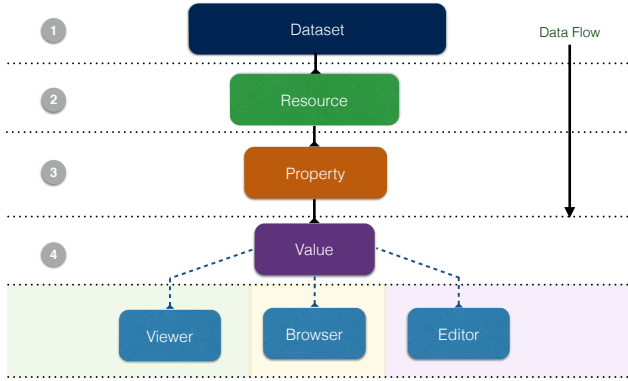 1
Dataset
Data Flow
2
Resource
3
Property
4
Value
Viewer
Browser
Editor